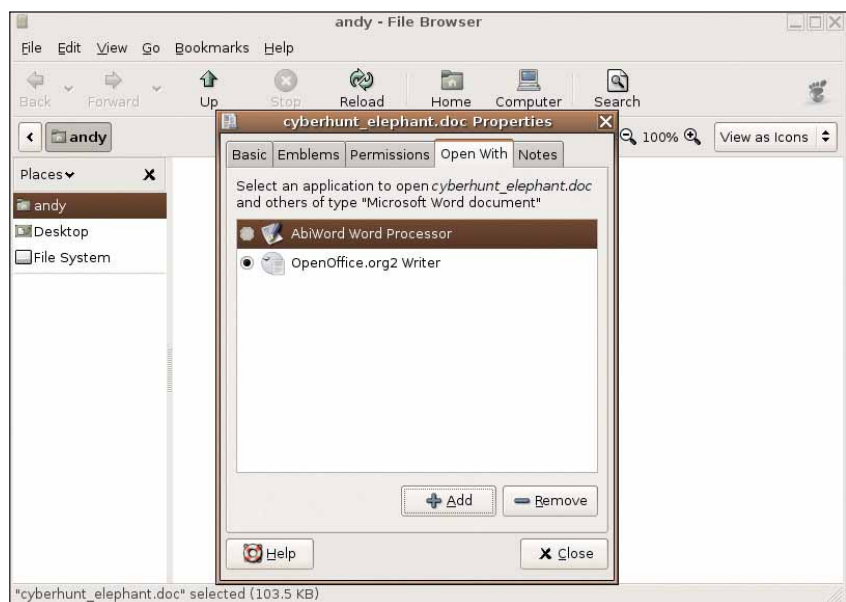 andy - File Browser
File Edit View Go Bookmarks Help
Back Forward Up Stop Reload Home Computer Search
andy
100%
View as Icons
Places
andy
Desktop
File System
cyberhunt_elephant.doc Properties
Basic Emblems Permissions Open With Notes
Select an application to open cyberhunt_elephant.doc
and others of type "Microsoft Word document"
AbiWord Word Processor
OpenOffice.org2 Writer
Add Remove
Help Close
"cyberhunt_elephant.doc" selected (103.5 KB)